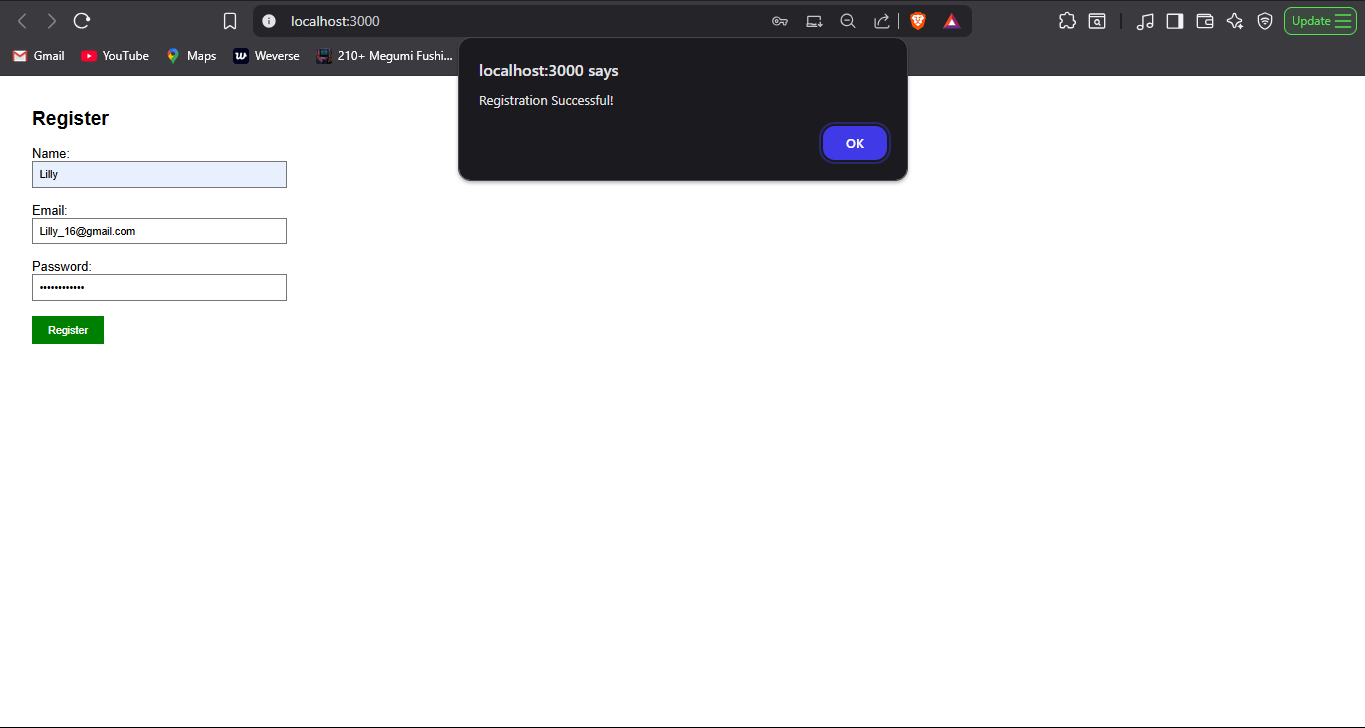 localhost:3000
Update
Gmail
YouTube
Maps
Weverse
210+ Megumi Fushi...
localhost:3000 says
Registration Successful!
OK
Register
Name:
Lilly
Email:
Lilly_16@gmail.com
Password:
••••••••••••
Register